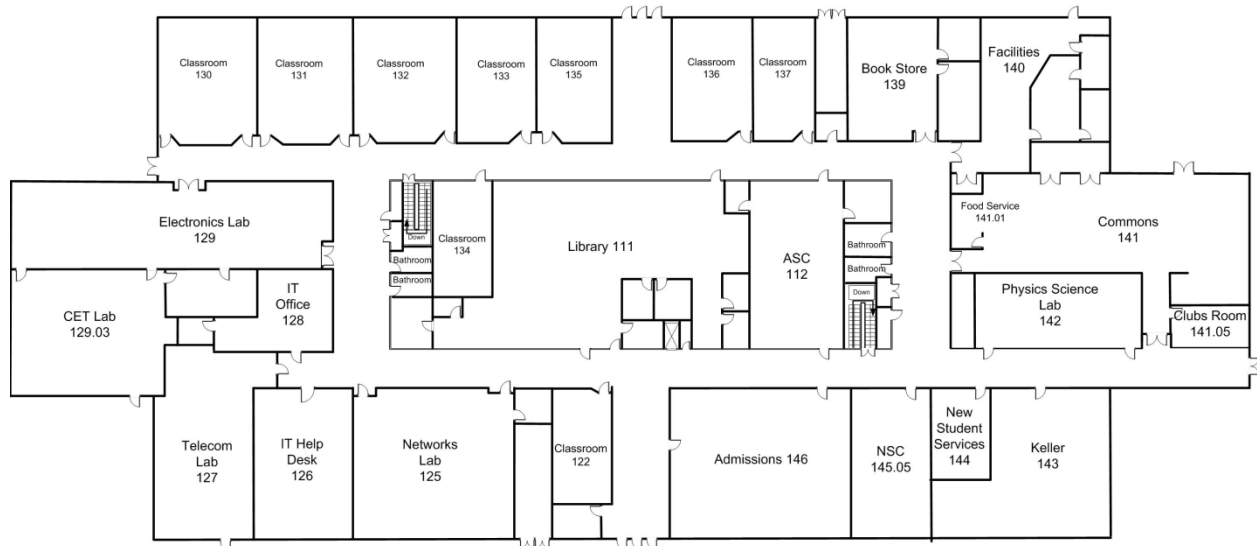 Classroom
130
Classroom
131
Classroom
132
Classroom
133
Classroom
135
Classroom
136
Classroom
137
Book Store
139
Facilities
140
Electronics Lab
129
Down
Classroom
134
Bathroom
Bathroom
Library 111
ASC
112
Bathroom
Bathroom
Down
Food Service
141.01
Commons
141
CET Lab
129.03
IT
Office
128
Physics Science
Lab
142
Clubs Room
141.05
Telecom
Lab
127
IT Help
Desk
126
Networks
Lab
125
Classroom
122
Admissions 146
NSC
145.05
New
Student
Services
144
Keller
143